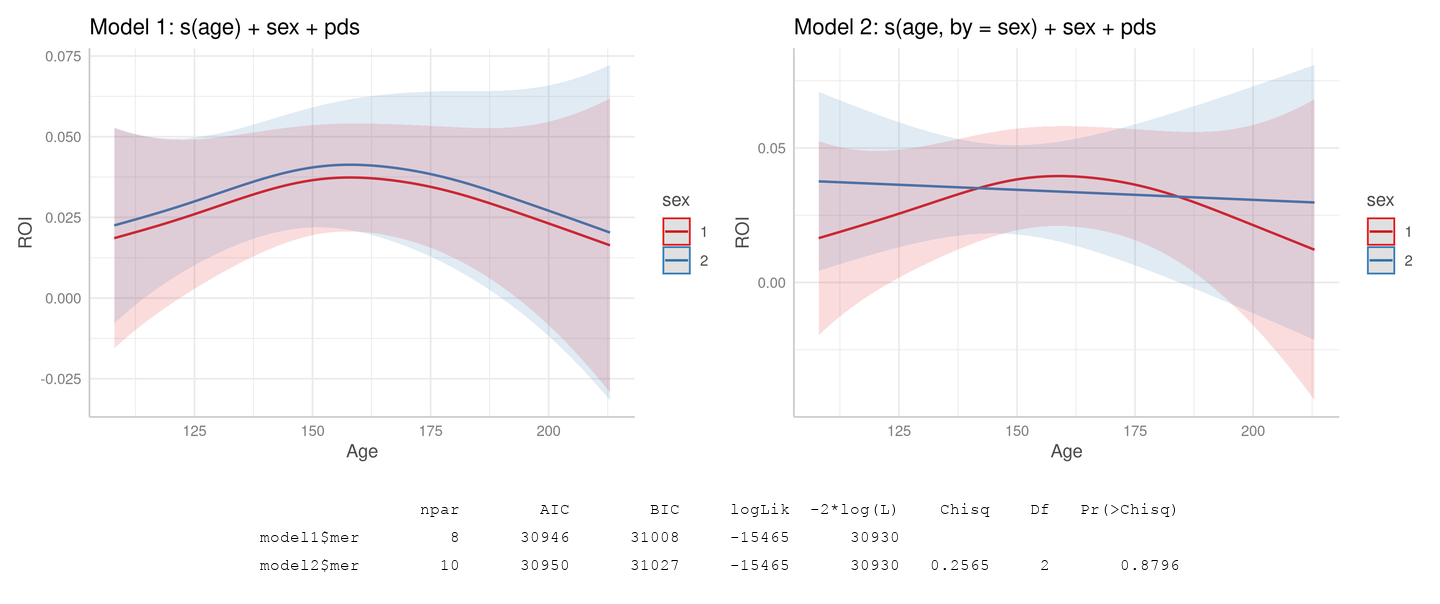 Model 1: s(age) + sex + pds
0.075
0.050
0.025
0.000
-0.025
ROI
125 150 175 200
Age
sex
1
2
Model 2: s(age, by = sex) + sex + pds
0.05
0.00
ROI
125 150 175 200
Age
sex
1
2
npar AIC BIC logLik -2*log(L) Chisq Df Pr(>Chisq)
model1$mer 8 30946 31008 -15465 30930
model2$mer 10 30950 31027 -15465 30930 0.2565 2 0.8796